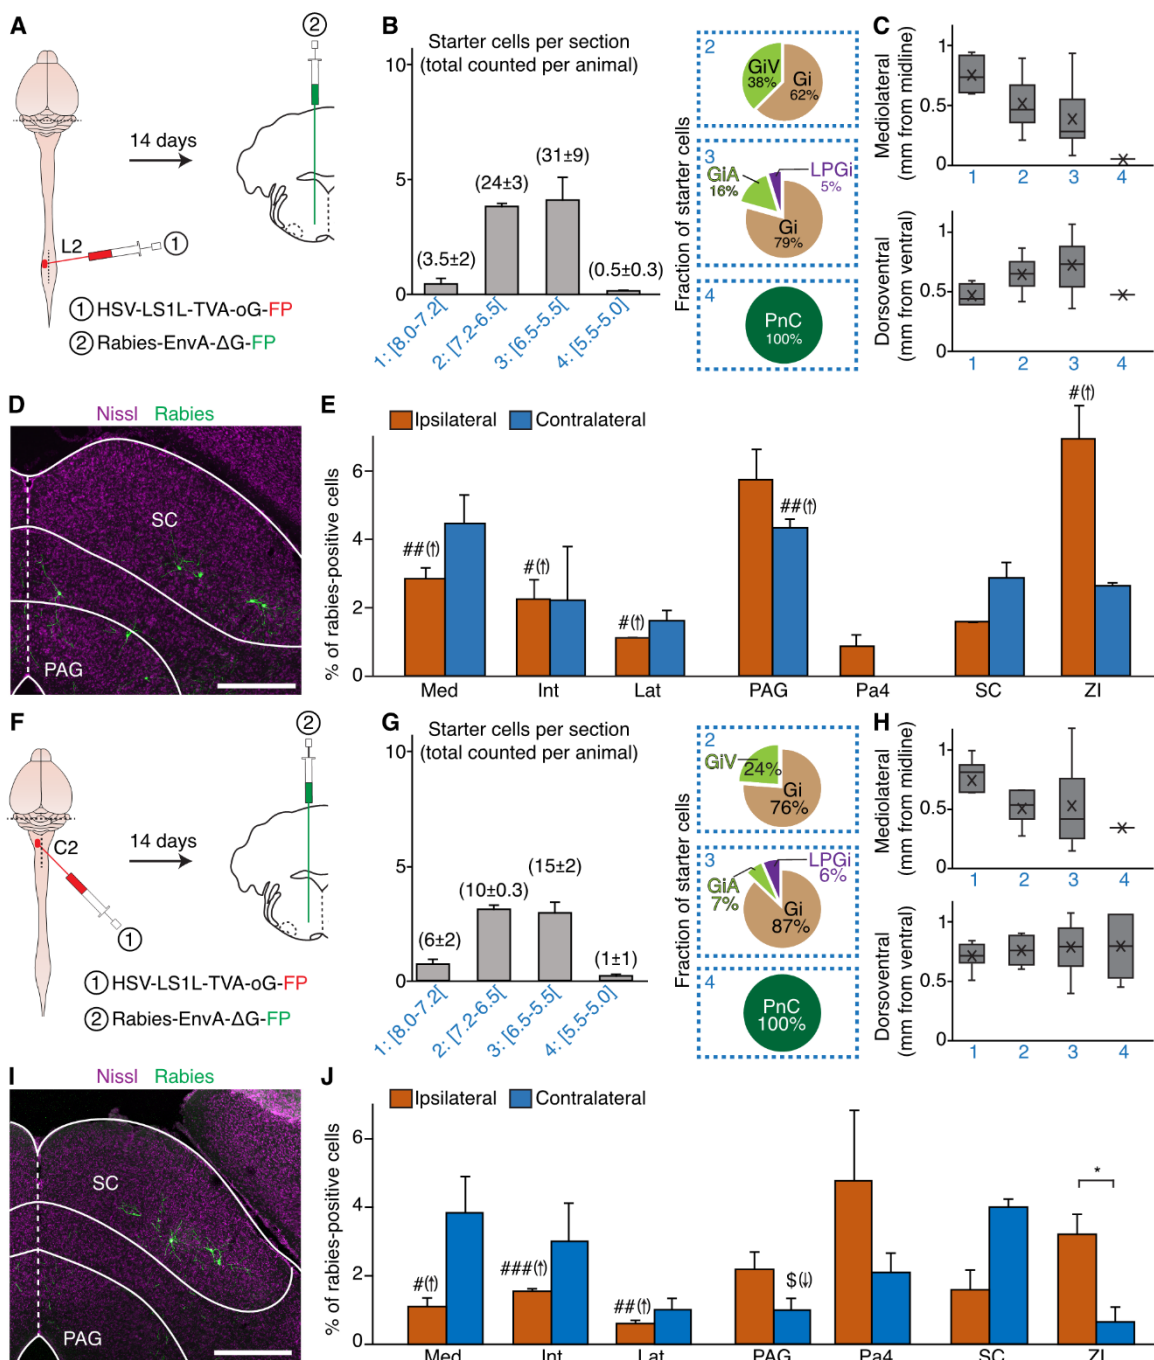 A
②
14 days
L2
①
① HSV-LS1L-TVA-oG-FP
② Rabies-EnvA-ΔG-FP
B
Starter cells per section
(total counted per animal)
10
5
0
(3.5±2)
(24±3)
(31±9)
(0.5±0.3)
1: [8.0-7.2[
2: [7.2-6.5[
3: [6.5-5.5[
4: [5.5-5.0]
Fraction of starter cells
2
GiV
38%
Gi
62%
3
GiA
16%
LPGi
5%
Gi
79%
4
PnC
100%
C
Mediolateral
(mm from midline)
1
0.5
0
1 2 3 4
Dorsoventral
(mm from ventral)
1
0.5
0
1 2 3 4
D
Nissl Rabies
SC
PAG
E
Ipsilateral Contralateral
% of rabies-positive cells
6
4
2
0
##(↑)
#(↑)
#(↑)
##(↑)
#(↑)
Med Int Lat PAG Pa4 SC ZI
F
②
14 days
C2
①
① HSV-LS1L-TVA-oG-FP
② Rabies-EnvA-ΔG-FP
G
Starter cells per section
(total counted per animal)
10
5
0
(6±2)
(10±0.3)
(15±2)
(1±1)
1: [8.0-7.2[
2: [7.2-6.5[
3: [6.5-5.5[
4: [5.5-5.0]
Fraction of starter cells
2
GiV
24%
Gi
76%
3
GiA
7%
LPGi
6%
Gi
87%
4
PnC
100%
H
Mediolateral
(mm from midline)
1
0.5
0
1 2 3 4
Dorsoventral
(mm from ventral)
1
0.5
0
1 2 3 4
I
Nissl Rabies
SC
PAG
J
Ipsilateral Contralateral
% of rabies-positive cells
6
4
2
0
#(↑)
###(↑)
##(↑)
$(↓)
*
Med Int Lat PAG Pa4 SC ZI